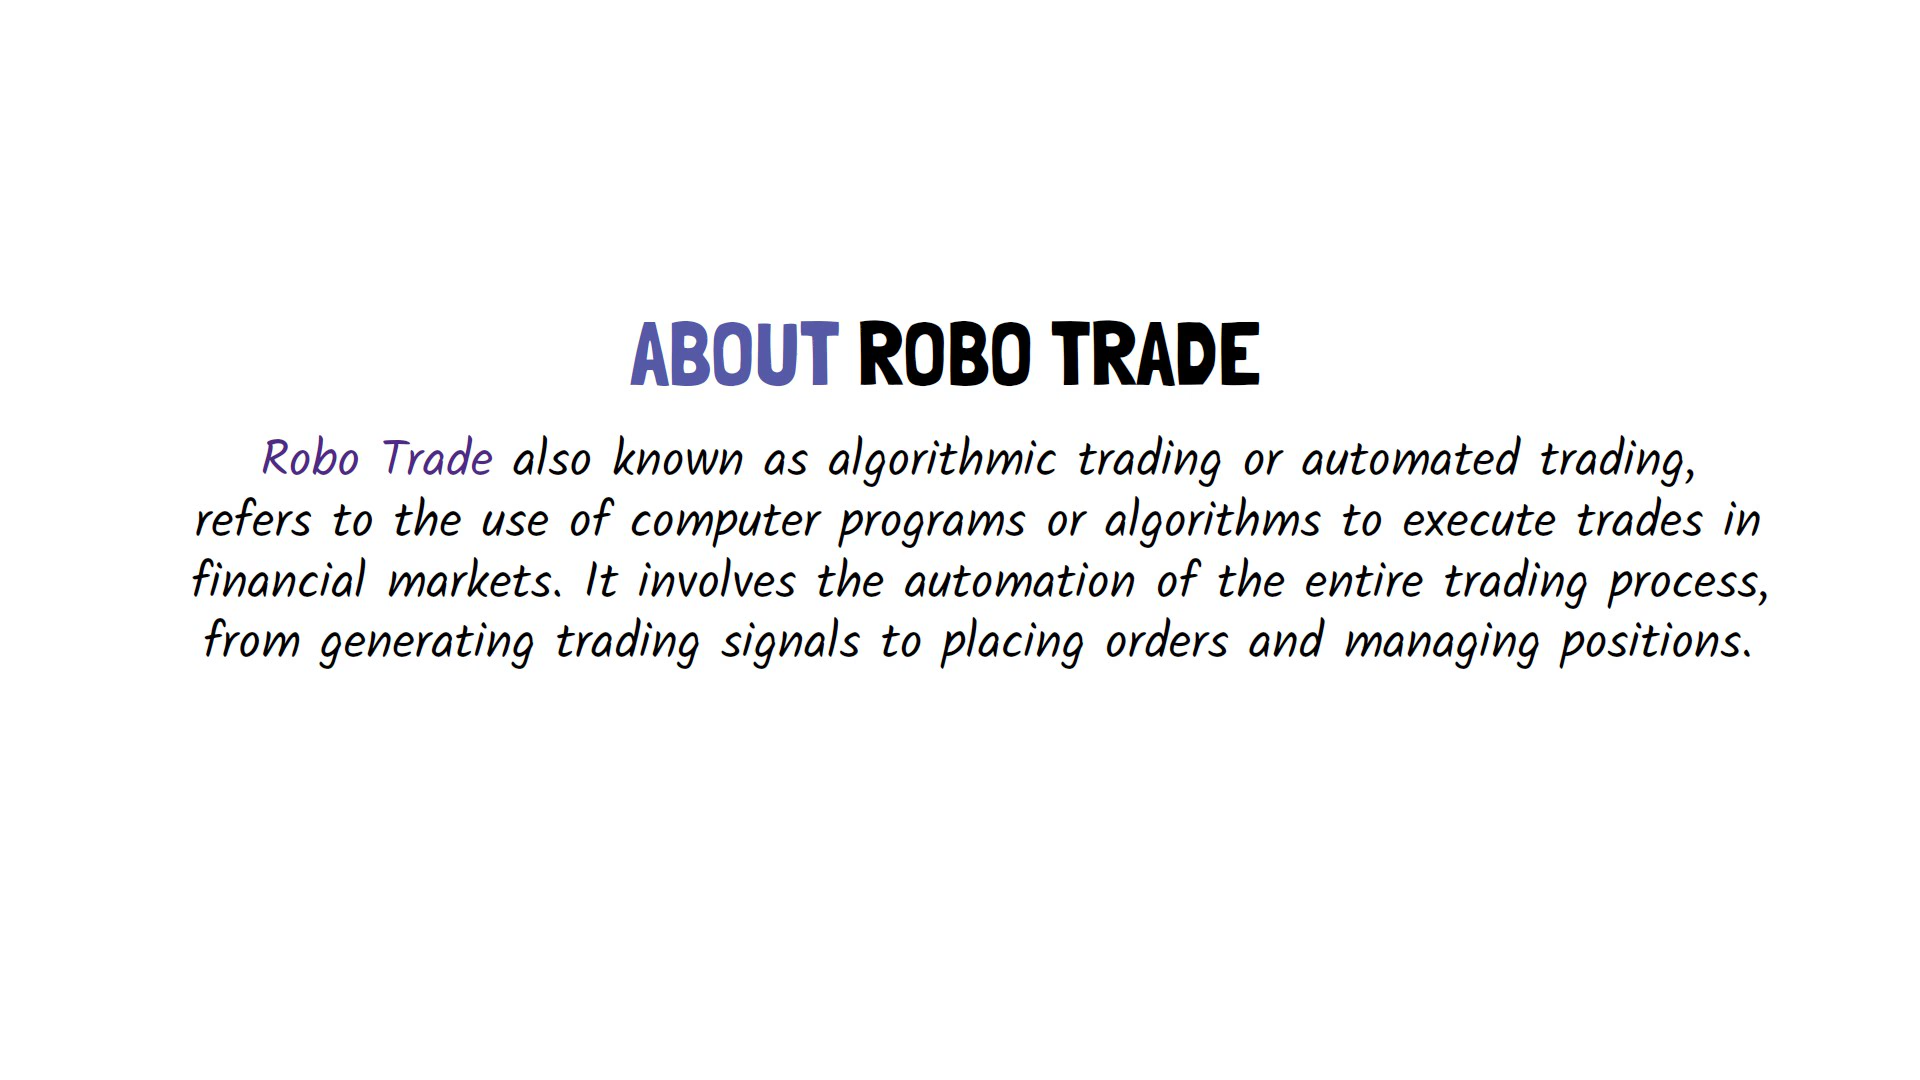 ABOUT ROBO TRADE
Robo Trade also known as algorithmic trading or automated trading,
refers to the use of computer programs or algorithms to execute trades in
financial markets. It involves the automation of the entire trading process,
from generating trading signals to placing orders and managing positions.